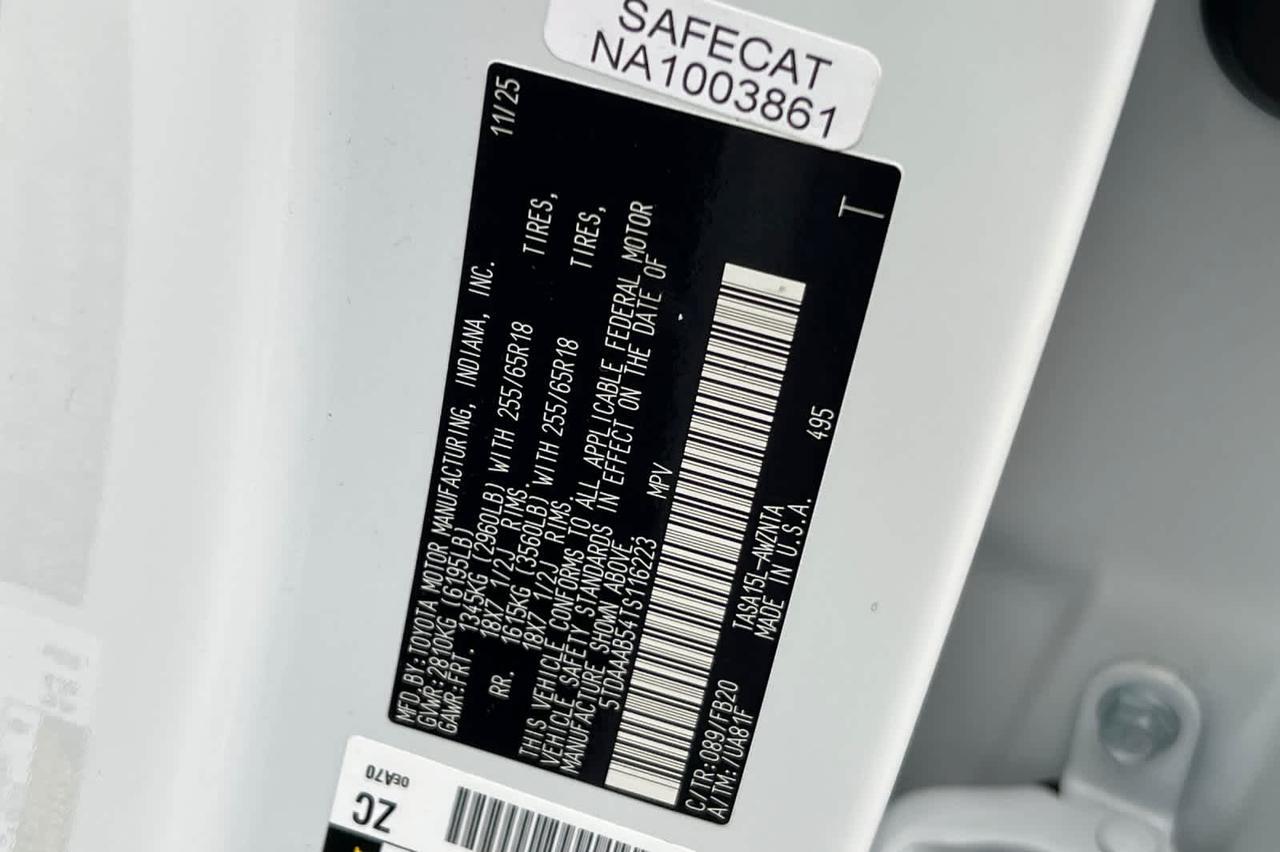 SAFECAT
NA1003861
MFD. BY: TOYOTA MOTOR MANUFACTURING, INDIANA, INC. 11/25
GVWR: 2810KG (6195LB)
GAWR: FRT. 1345KG (2960LB) WITH 255/65R18 TIRES,
18X7 1/2J RIMS.
RR. 1615KG (3560LB) WITH 255/65R18 TIRES,
18X7 1/2J RIMS.
THIS VEHICLE CONFORMS TO ALL APPLICABLE FEDERAL MOTOR
VEHICLE SAFETY STANDARDS IN EFFECT ON THE DATE OF
MANUFACTURE SHOWN ABOVE.
5TDAAAB541S116223 MPV
C/TR: 089/FB20 TASA15L-AWZNTA 495 T
A/TM: /UA81F MADE IN U.S.A.
0EA70
ZC